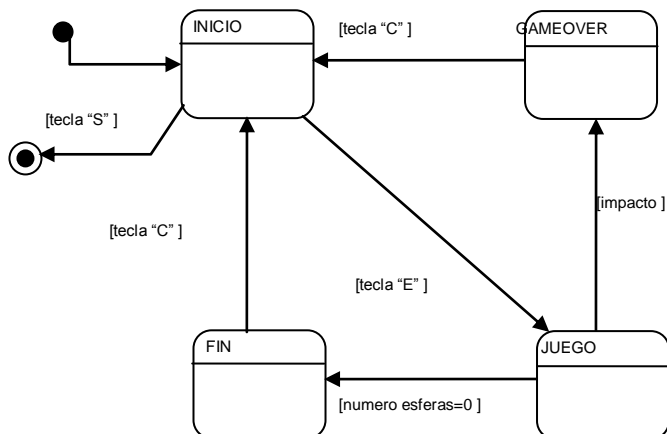 INICIO
[tecla “C” ]
GAMEOVER
[tecla “S” ]
[impacto ]
[tecla “C” ]
[tecla “E” ]
FIN
JUEGO
[numero esferas=0 ]